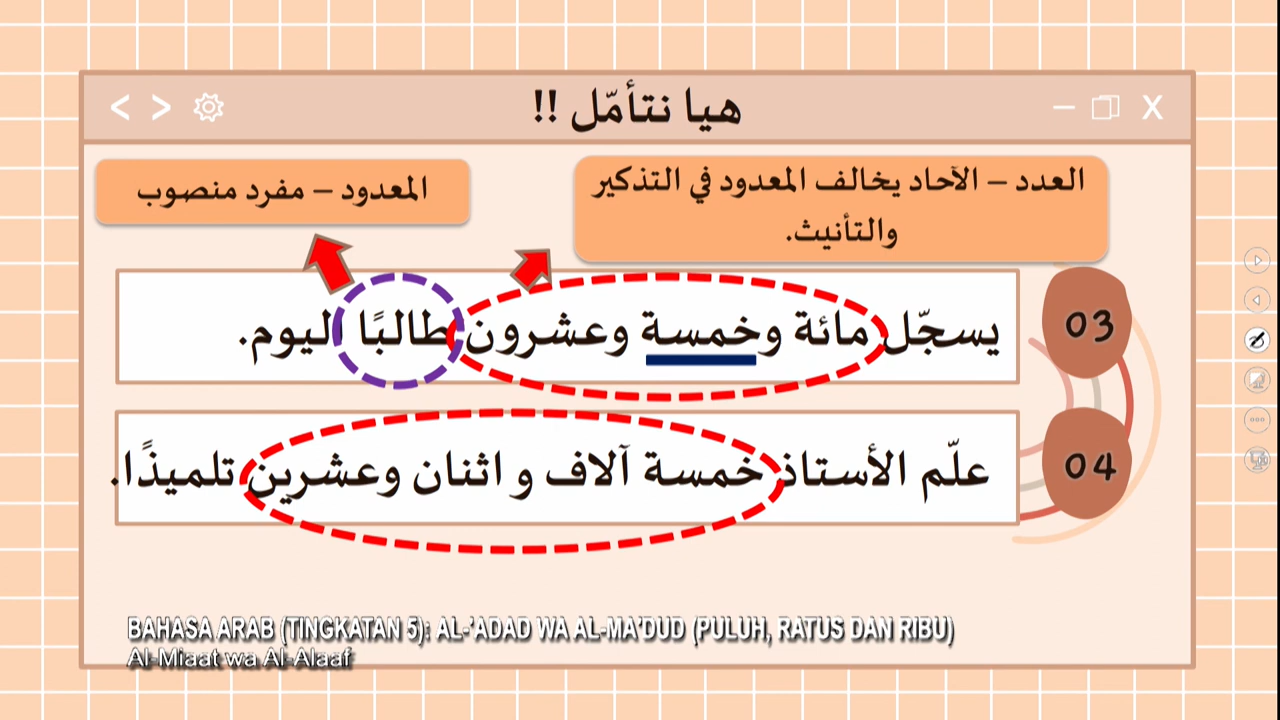 هيا نتأمّل !!
العدد – الآحاد يخالف المعدود في التذكير
والتأنيث.
المعدود – مفرد منصوب
03
يسجّل مائة وخمسة وعشرون طالبًا اليوم.
04
علّم الأستاذ خمسة آلاف و اثنان وعشرين تلميذًا.
BAHASA ARAB (TINGKATAN 5): AL-'ADAD WA AL-MA'DUD (PULUH, RATUS DAN RIBU)
Al-Miaat wa Al-Alaaf